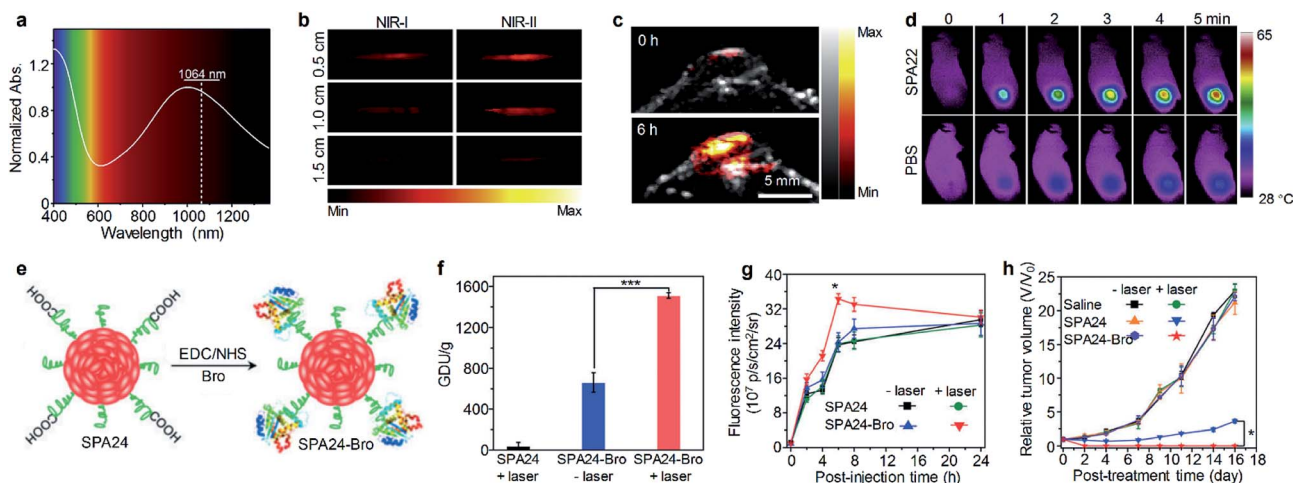 a
Normalized Abs.
1.2
0.8
0.4
0
1064 nm
400 600 800 1000 1200
Wavelength (nm)
b
NIR-I NIR-II
0.5 cm
1.0 cm
1.5 cm
Min Max
c
0 h
6 h
5 mm
Max
Min
d
0 1 2 3 4 5 min
SPA22
PBS
65
28 °C
e
HOOC
COOH
HOOC
COOH
SPA24
EDC/NHS
Bro
SPA24-Bro
f
GDU/g
1600
1200
800
400
0
***
SPA24
+ laser
SPA24-Bro
- laser
SPA24-Bro
+ laser
g
Fluorescence intensity
(10⁷ p/s/cm²/sr)
40
32
24
16
8
0
*
- laser + laser
SPA24
SPA24-Bro
0 4 8 12 16 20 24
Post-injection time (h)
h
Relative tumor volume (V/V₀)
25
20
15
10
5
0
- laser + laser
Saline
SPA24
SPA24-Bro
*
0 2 4 6 8 10 12 14 16 18
Post-treatment time (day)